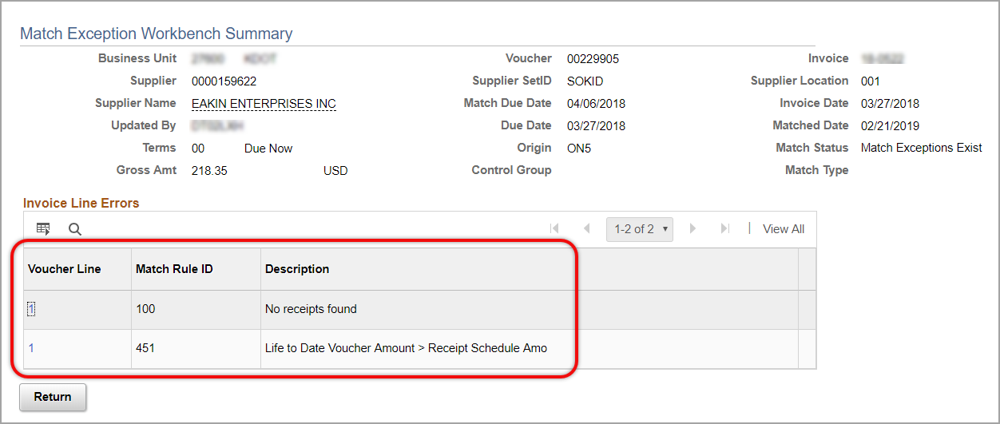 Match Exception Workbench Summary
Business Unit Voucher 00229905 Invoice
Supplier 0000159622 Supplier SetID SOKID Supplier Location 001
Supplier Name EAKIN ENTERPRISES INC Match Due Date 04/06/2018 Invoice Date 03/27/2018
Updated By Due Date 03/27/2018 Matched Date 02/21/2019
Terms 00 Due Now Origin ON5 Match Status Match Exceptions Exist
Gross Amt 218.35 USD Control Group Match Type
Invoice Line Errors
1-2 of 2 | View All
Voucher Line Match Rule ID Description
1 100 No receipts found
1 451 Life to Date Voucher Amount > Receipt Schedule Amo
Return